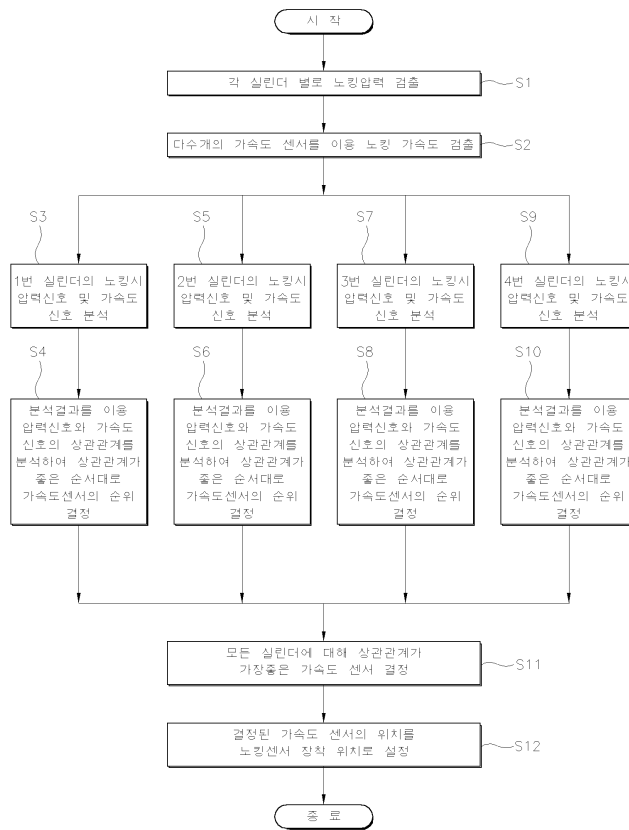 시 작
각 실린더 별로 노킹압력 검출
S1
다수개의 가속도 센서를 이용 노킹 가속도 검출
S2
S3
1번 실린더의 노킹시
압력신호 및 가속도
신호 분석
S5
2번 실린더의 노킹시
압력신호 및 가속도
신호 분석
S7
3번 실린더의 노킹시
압력신호 및 가속도
신호 분석
S9
4번 실린더의 노킹시
압력신호 및 가속도
신호 분석
S4
분석결과를 이용
압력신호와 가속도
신호의 상관관계를
분석하여 상관관계가
좋은 순서대로
가속도센서의 순위
결정
S6
분석결과를 이용
압력신호와 가속도
신호의 상관관계를
분석하여 상관관계가
좋은 순서대로
가속도센서의 순위
결정
S8
분석결과를 이용
압력신호와 가속도
신호의 상관관계를
분석하여 상관관계가
좋은 순서대로
가속도센서의 순위
결정
S10
분석결과를 이용
압력신호와 가속도
신호의 상관관계를
분석하여 상관관계가
좋은 순서대로
가속도센서의 순위
결정
모든 실린더에 대해 상관관계가
가장좋은 가속도 센서 결정
S11
결정된 가속도 센서의 위치를
노킹센서 장착 위치로 설정
S12
종 료